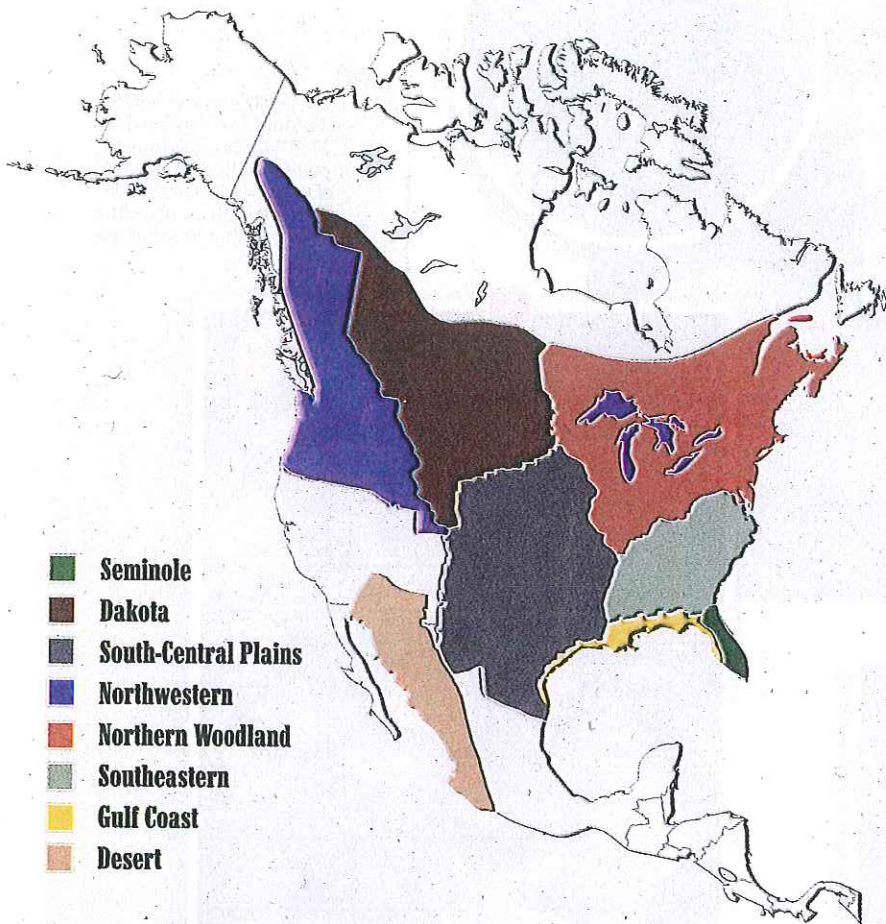 Seminole
Dakota
South-Central Plains
Northwestern
Northern Woodland
Southeastern
Gulf Coast
Desert